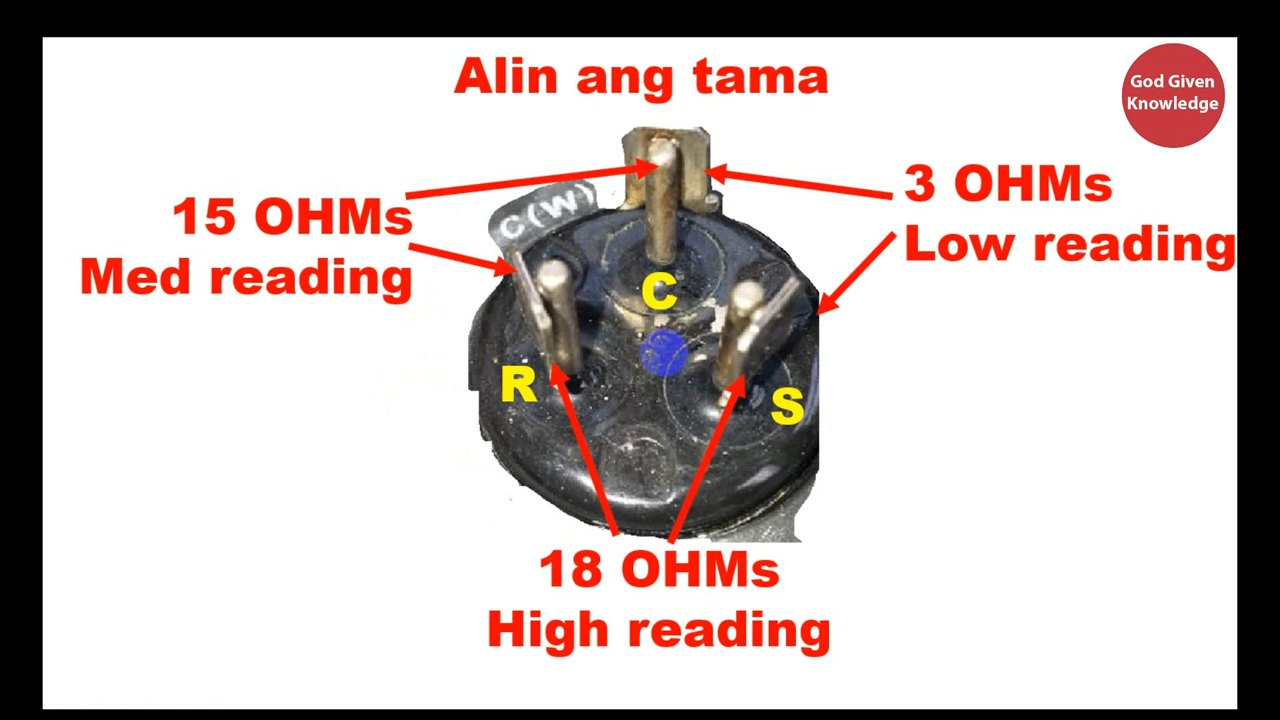 Alin ang tama
God Given
Knowledge
15 OHMs
Med reading
3 OHMs
Low reading
C (W)
C
R
S
18 OHMs
High reading